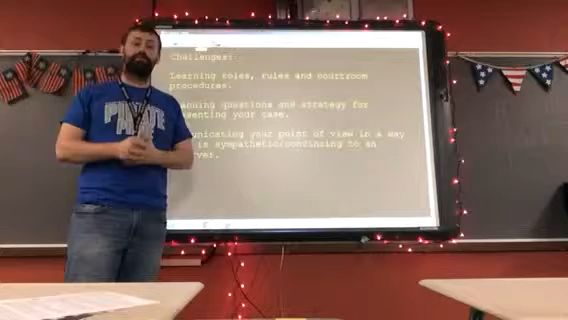 Challenges:
Learning roles, rules and courtroom
procedures.
questions and strategy for
your case.
your point of view in a way
is sympathetic/convincing to an
PRIVATE